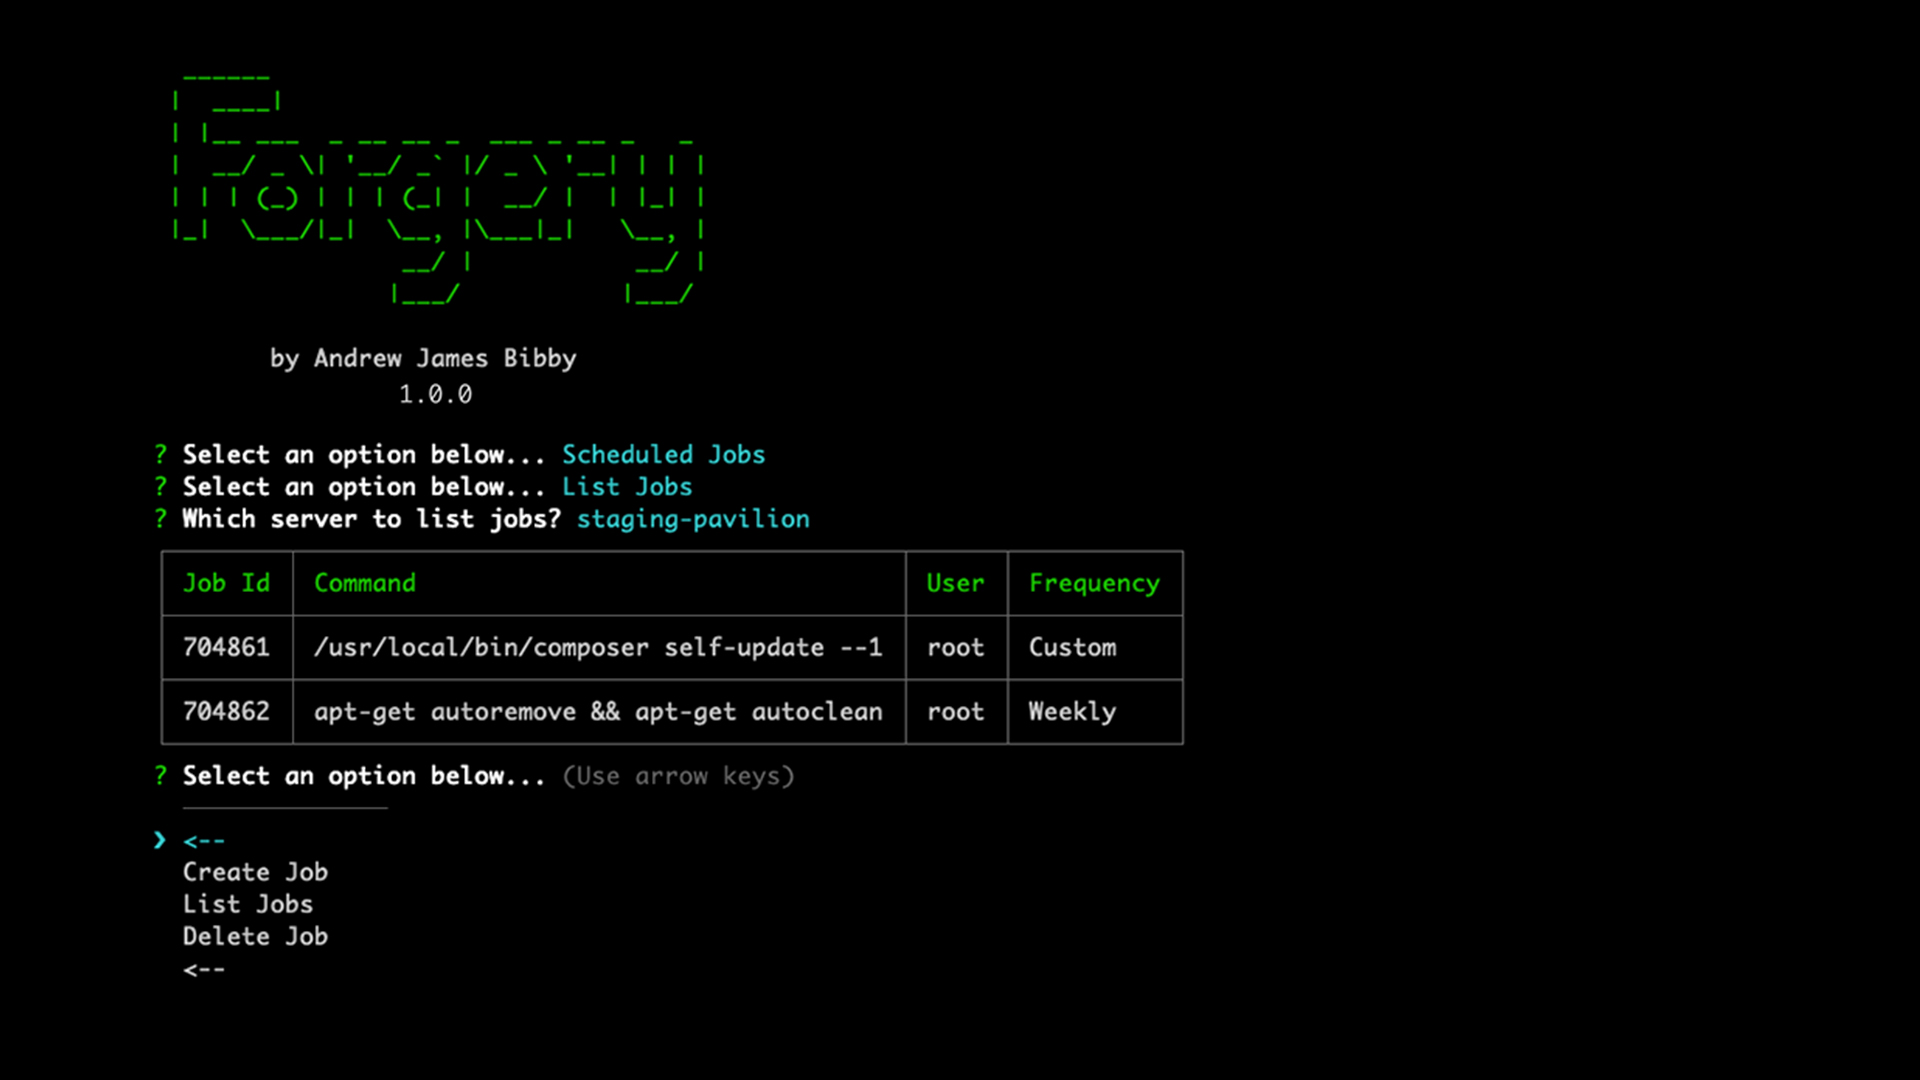 Forgery
by Andrew James Bibby
1.0.0
? Select an option below... Scheduled Jobs
? Select an option below... List Jobs
? Which server to list jobs? staging-pavilion
Job Id Command User Frequency
704861 /usr/local/bin/composer self-update --1 root Custom
704862 apt-get autoremove && apt-get autoclean root Weekly
? Select an option below... (Use arrow keys)
❯ <--
Create Job
List Jobs
Delete Job
<--